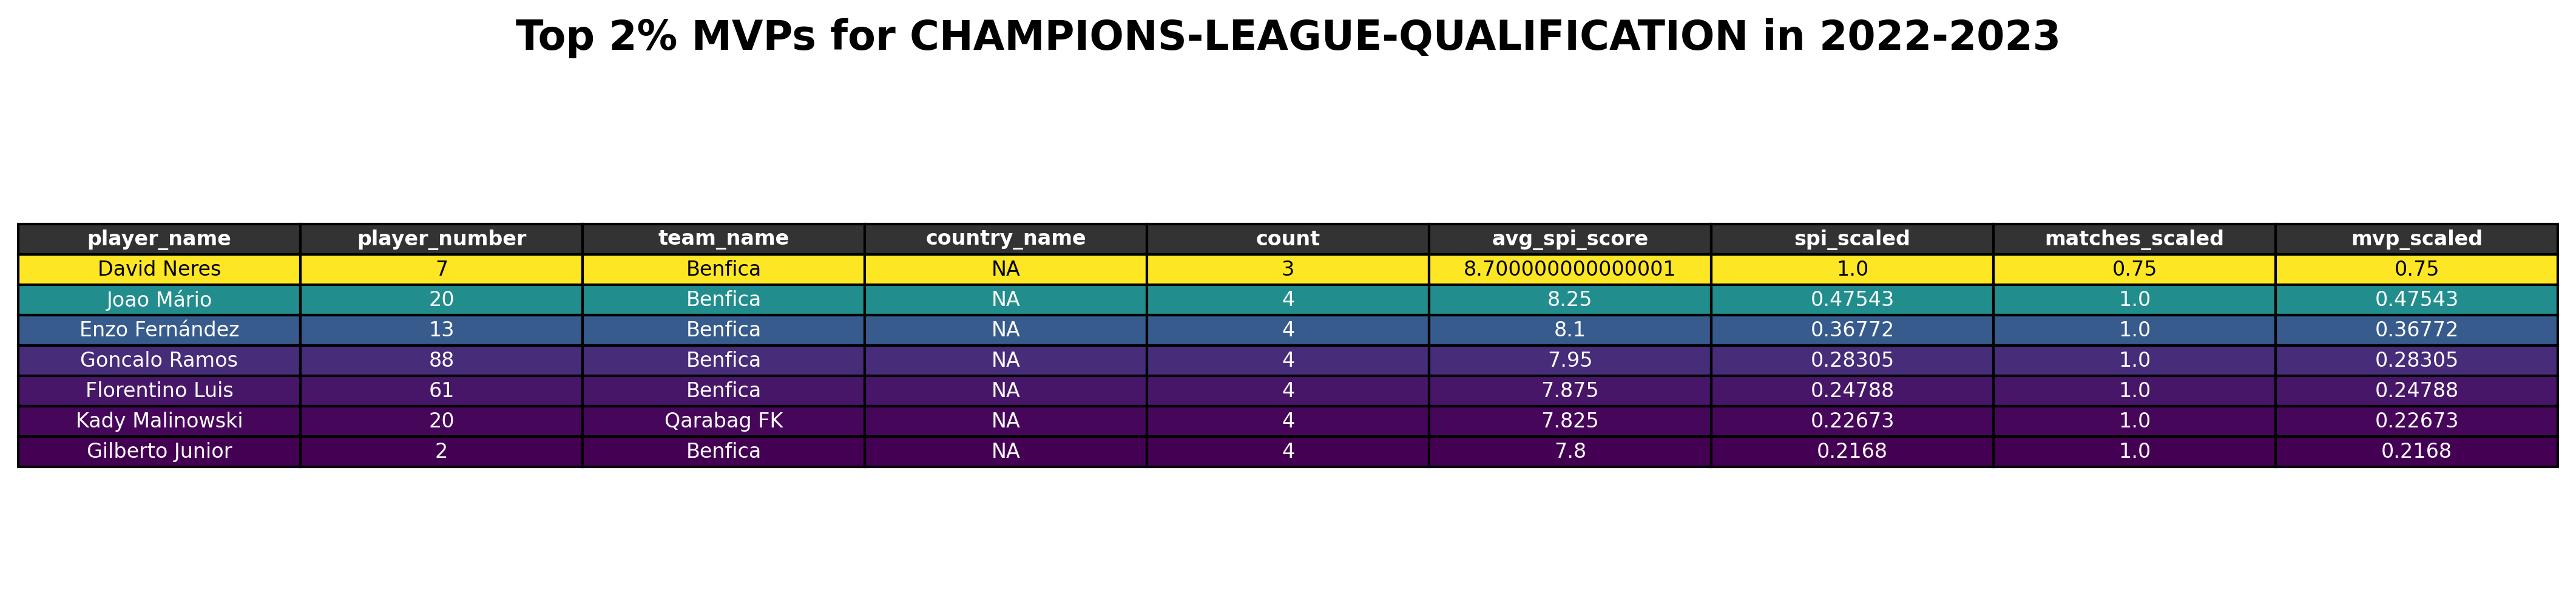 Top 2% MVPs for CHAMPIONS-LEAGUE-QUALIFICATION in 2022-2023
player_name player_number team_name country_name count avg_spi_score spi_scaled matches_scaled mvp_scaled
David Neres 7 Benfica NA 3 8.700000000000001 1.0 0.75 0.75
Joao Mário 20 Benfica NA 4 8.25 0.47543 1.0 0.47543
Enzo Fernández 13 Benfica NA 4 8.1 0.36772 1.0 0.36772
Goncalo Ramos 88 Benfica NA 4 7.95 0.28305 1.0 0.28305
Florentino Luis 61 Benfica NA 4 7.875 0.24788 1.0 0.24788
Kady Malinowski 20 Qarabag FK NA 4 7.825 0.22673 1.0 0.22673
Gilberto Junior 2 Benfica NA 4 7.8 0.2168 1.0 0.2168